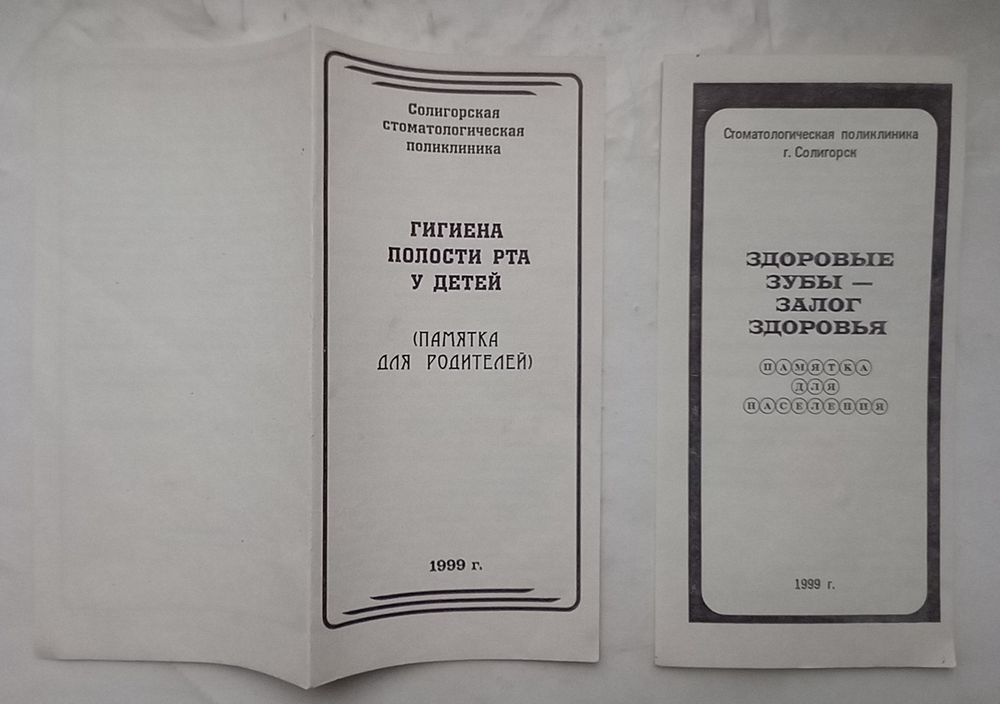 Солигорская
стоматологическая
поликлиника
ГИГИЕНА
ПОЛОСТИ РТА
У ДЕТЕЙ
(ПАМЯТКА
ДЛЯ РОДИТЕЛЕЙ)
1999 г.
Стоматологическая поликлиника
г. Солигорск
ЗДОРОВЫЕ
ЗУБЫ —
ЗАЛОГ
ЗДОРОВЬЯ
ПАМЯТКА
ДЛЯ
НАСЕЛЕНИЯ
1999 г.